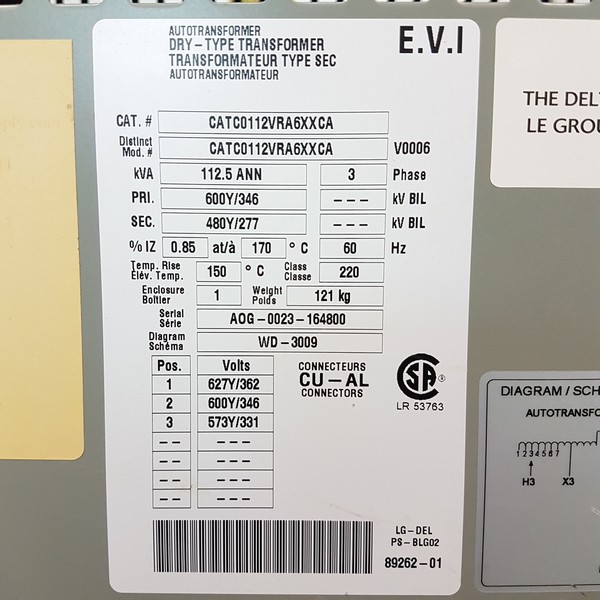 AUTOTRANSFORMER
DRY-TYPE TRANSFORMER
TRANSFORMATEUR TYPE SEC
AUTOTRANSFORMATEUR
E.V.I
CAT. # CATC0112VRA6XXCA
Distinct Mod. # CATC0112VRA6XXCA V0006
kVA 112.5 ANN 3 Phase
PRI. 600Y/346 --- kV BIL
SEC. 480Y/277 --- kV BIL
% IZ 0.85 at/à 170 °C 60 Hz
Temp. Rise
Élév. Temp. 150 °C Class
Classe 220
Enclosure
Boîtier 1 Weight
Poids 121 kg
Serial
Série AOG-0023-164800
Diagram
Schéma WD-3009
Pos. Volts
1 627Y/362
2 600Y/346
3 573Y/331
--- ---
--- ---
--- ---
--- ---
CONNECTEURS
CU-AL
CONNECTORS
CSA ®
LR 53763
LG-DEL
PS-BLG02
89262-01
THE DEL
LE GROU
DIAGRAM / SCH
AUTOTRANSFO
1 2 3 4 5 6 7
H3 X3